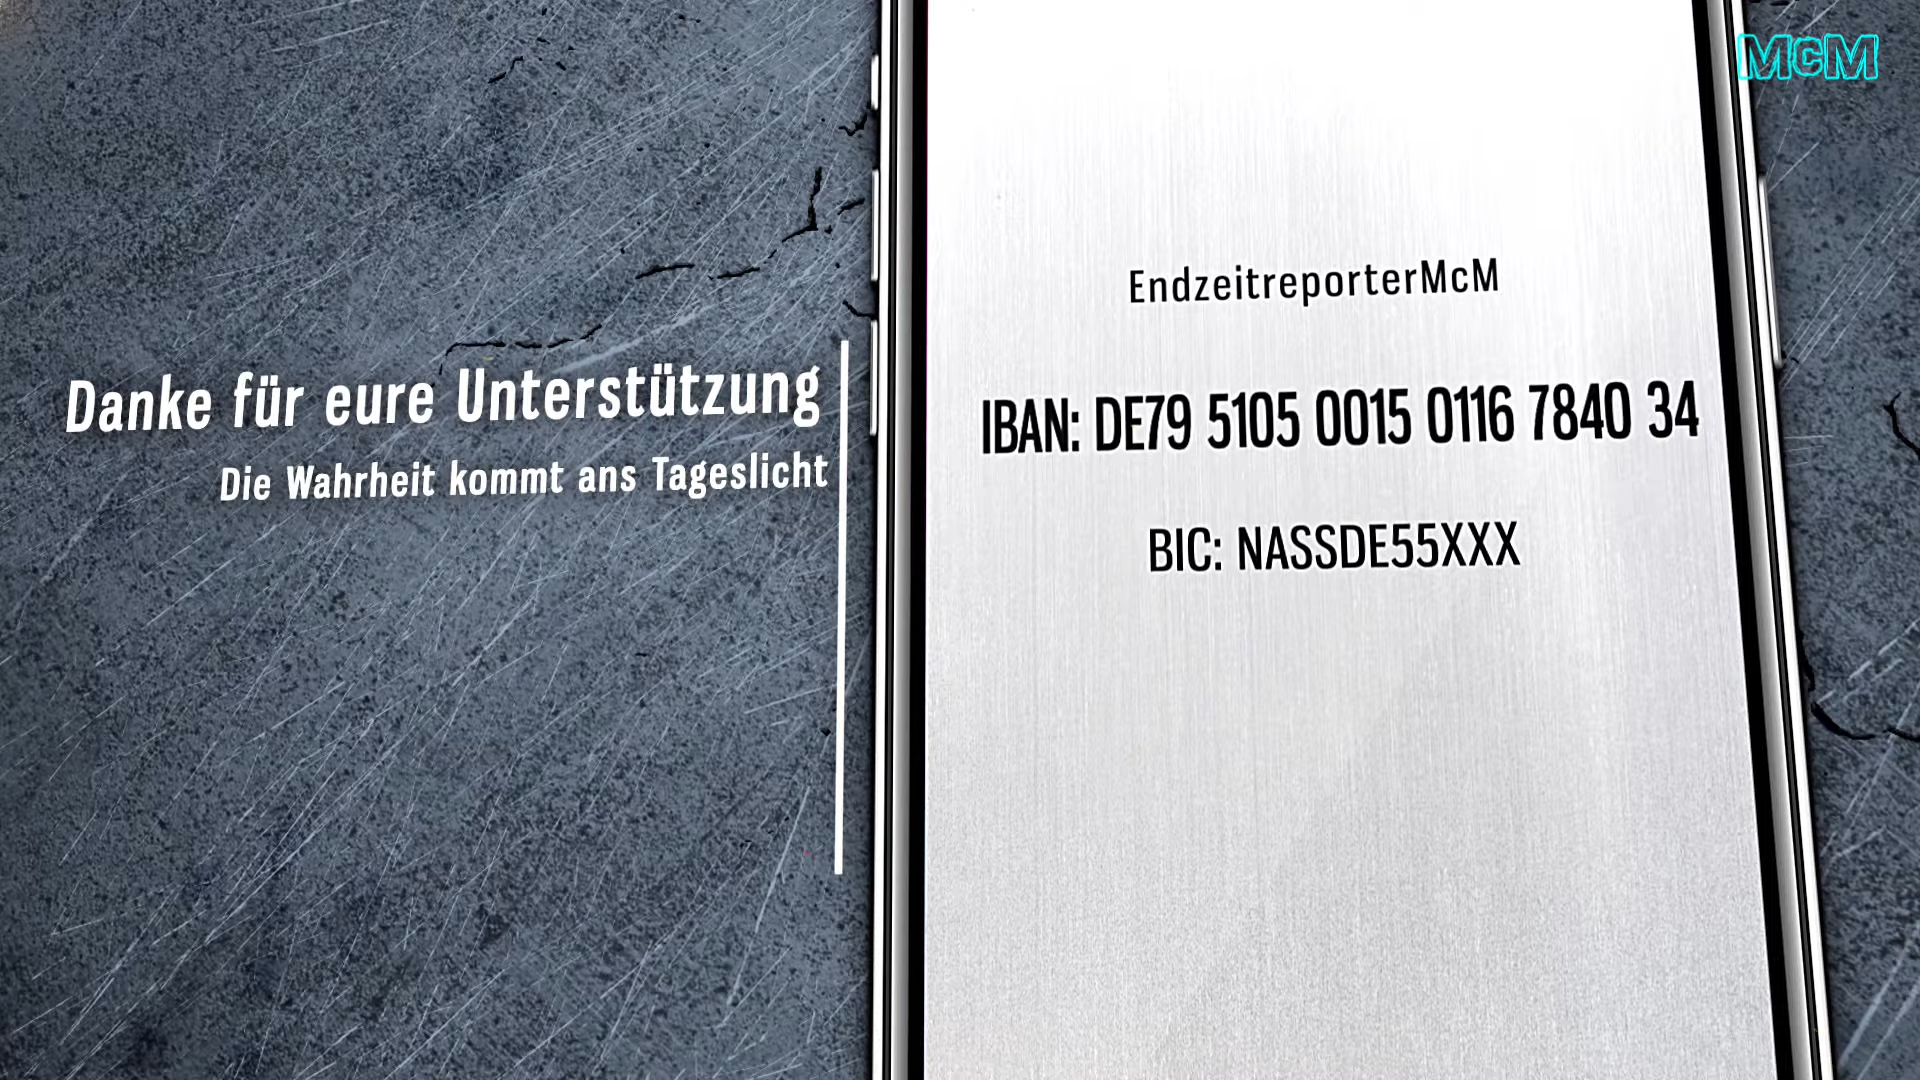 McM
Danke für eure Unterstützung
Die Wahrheit kommt ans Tageslicht
EndzeitreporterMcM
IBAN: DE79 5105 0015 0116 7840 34
BIC: NASSDE55XXX